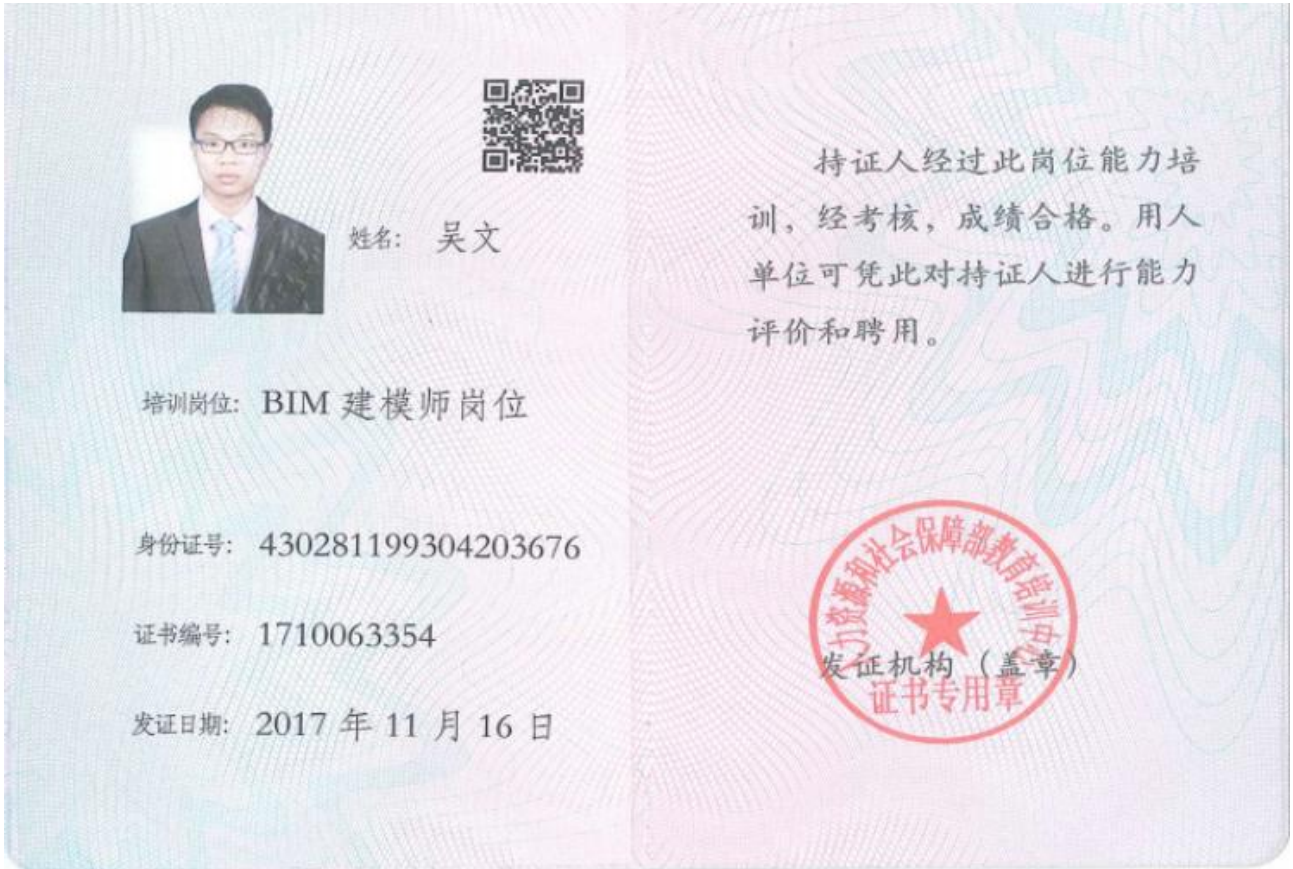 姓名: 吴文
培训岗位: BIM 建模师岗位
身份证号: 430281199304203676
证书编号: 1710063354
发证日期: 2017 年 11 月 16 日
持证人经过此岗位能力培
训，经考核，成绩合格。用人
单位可凭此对持证人进行能力
评价和聘用。
人力资源和社会保障部教育培训中心
发证机构（盖章）
证书专用章